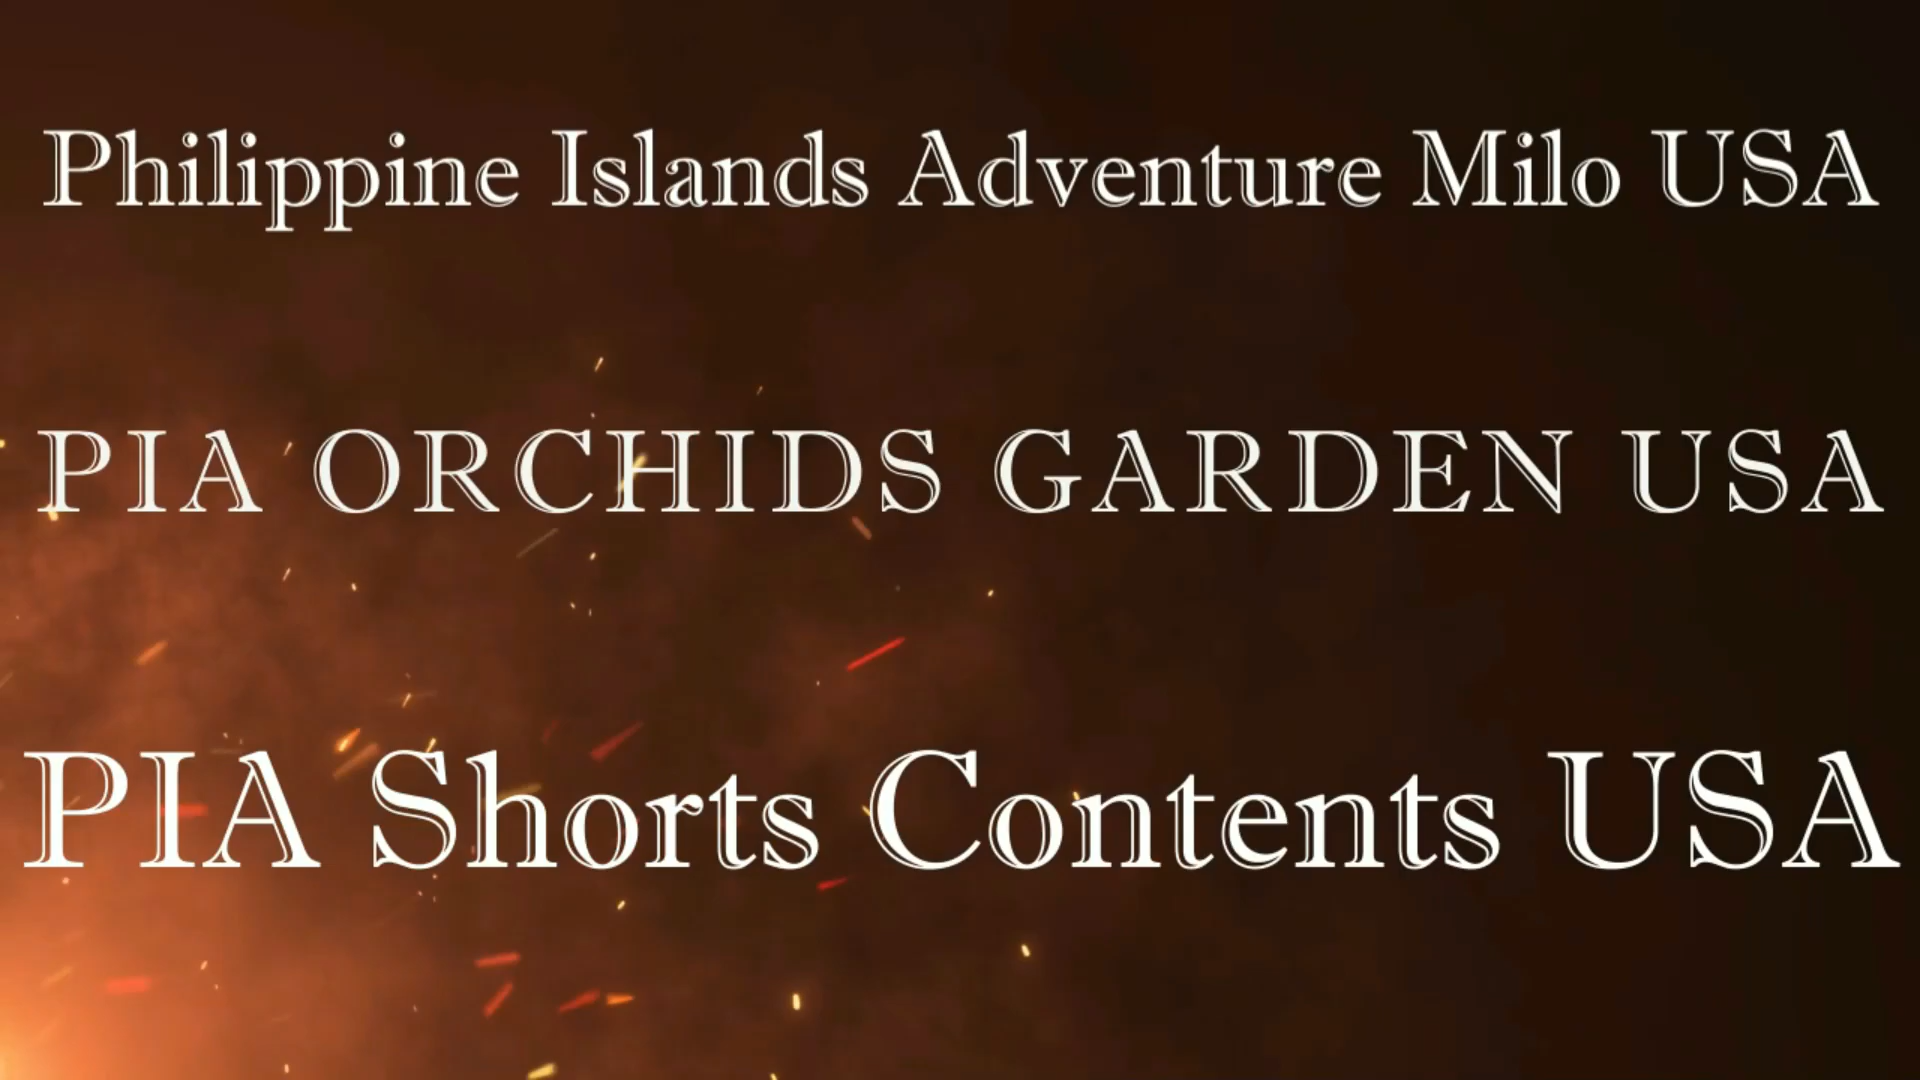 Philippine Islands Adventure Milo USA
PIA ORCHIDS GARDEN USA
PIA Shorts Contents USA